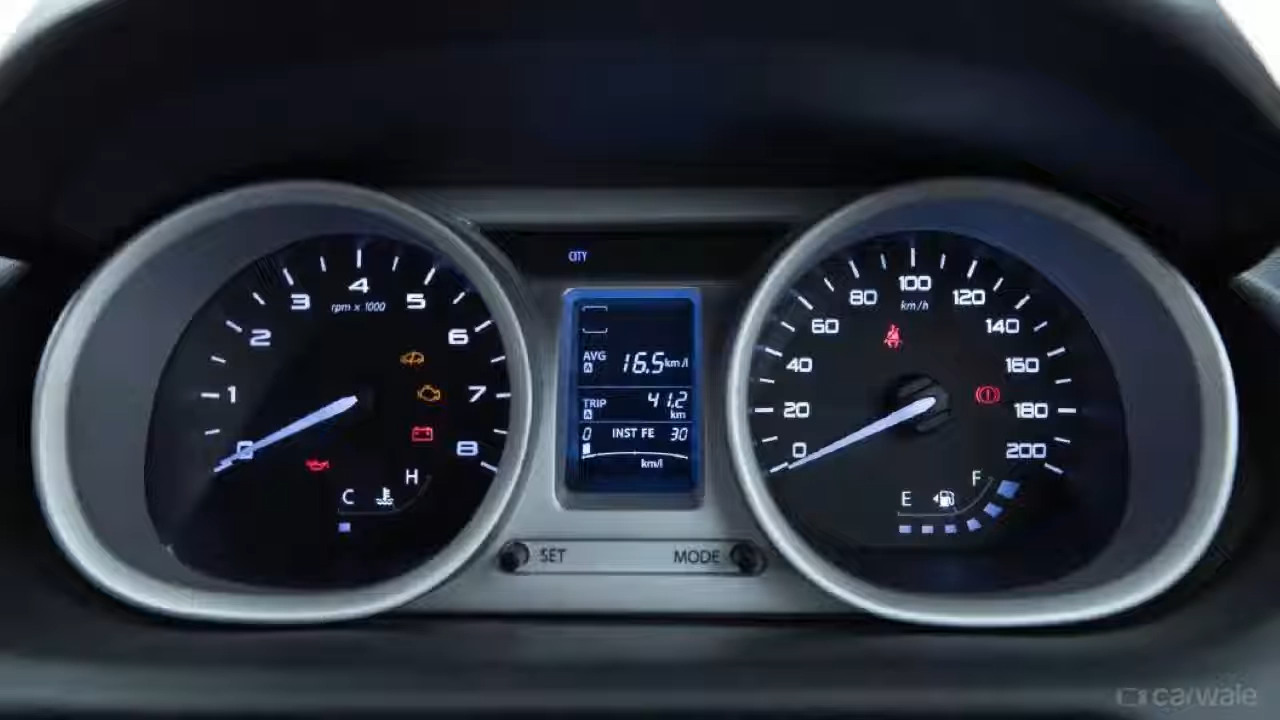 CITY
0
1
2
3
4
5
6
7
8
rpm x 1000
C
H
AVG
A
16.5 km/l
TRIP
A
41.2
km
0 INST FE 30
km/l
SET
MODE
0
20
40
60
80
100
120
140
160
180
200
km/h
E
F
carwale